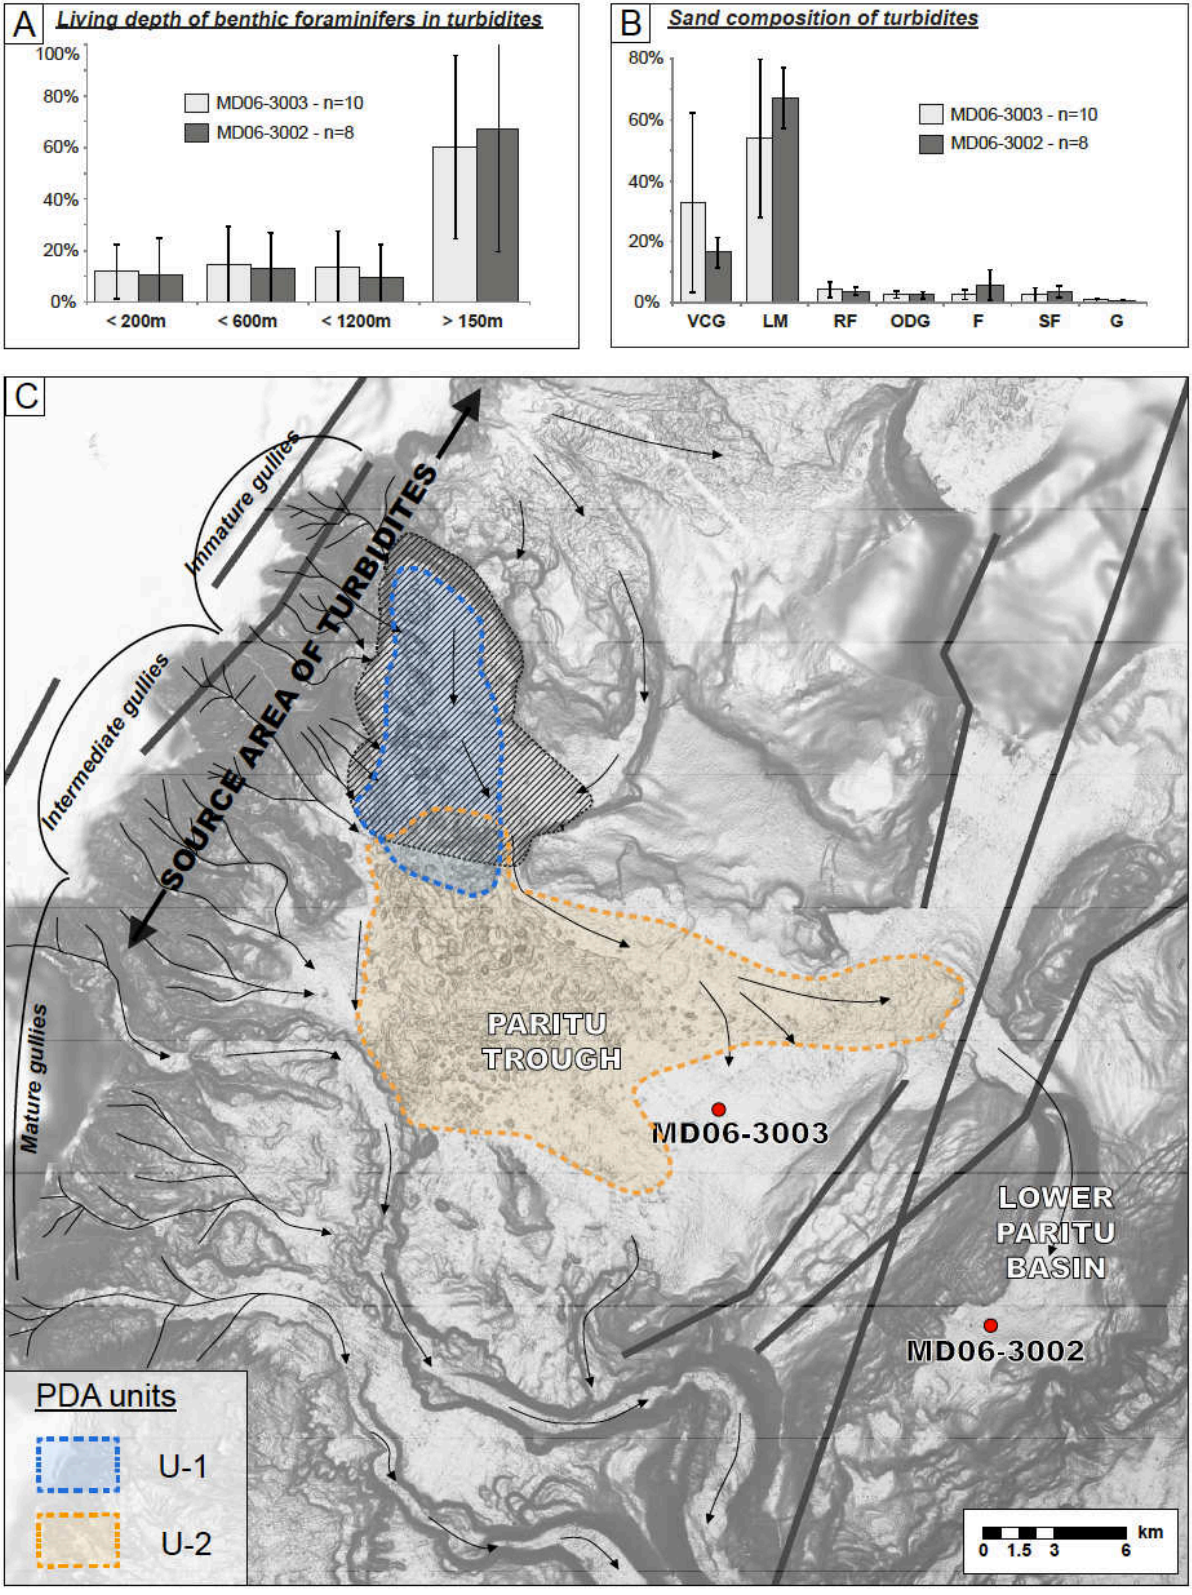 A
Living depth of benthic foraminifers in turbidites
100%
80%
60%
40%
20%
0%
MD06-3003 - n=10
MD06-3002 - n=8
< 200m
< 600m
< 1200m
> 150m
B
Sand composition of turbidites
80%
60%
40%
20%
0%
MD06-3003 - n=10
MD06-3002 - n=8
VCG
LM
RF
ODG
F
SF
G
C
Immature gullies
Intermediate gullies
Mature gullies
SOURCE AREA OF TURBIDITES
PARITU
TROUGH
MD06-3003
LOWER
PARITU
BASIN
MD06-3002
PDA units
U-1
U-2
km
0 1.5 3 6